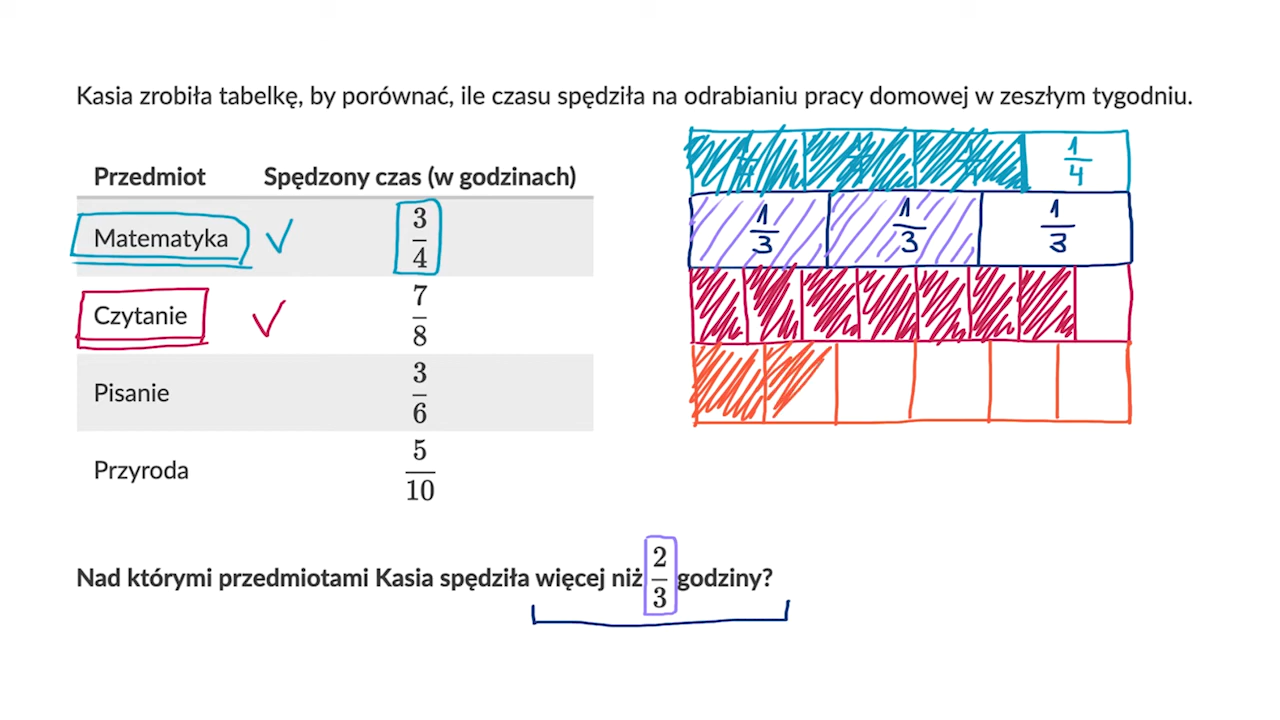 Kasia zrobiła tabelkę, by porównać, ile czasu spędziła na odrabianiu pracy domowej w zeszłym tygodniu.
Przedmiot Spędzony czas (w godzinach)
Matematyka 3/4
Czytanie 7/8
Pisanie 3/6
Przyroda 5/10
1/4
1/3 1/3 1/3
Nad którymi przedmiotami Kasia spędziła więcej niż 2/3 godziny?